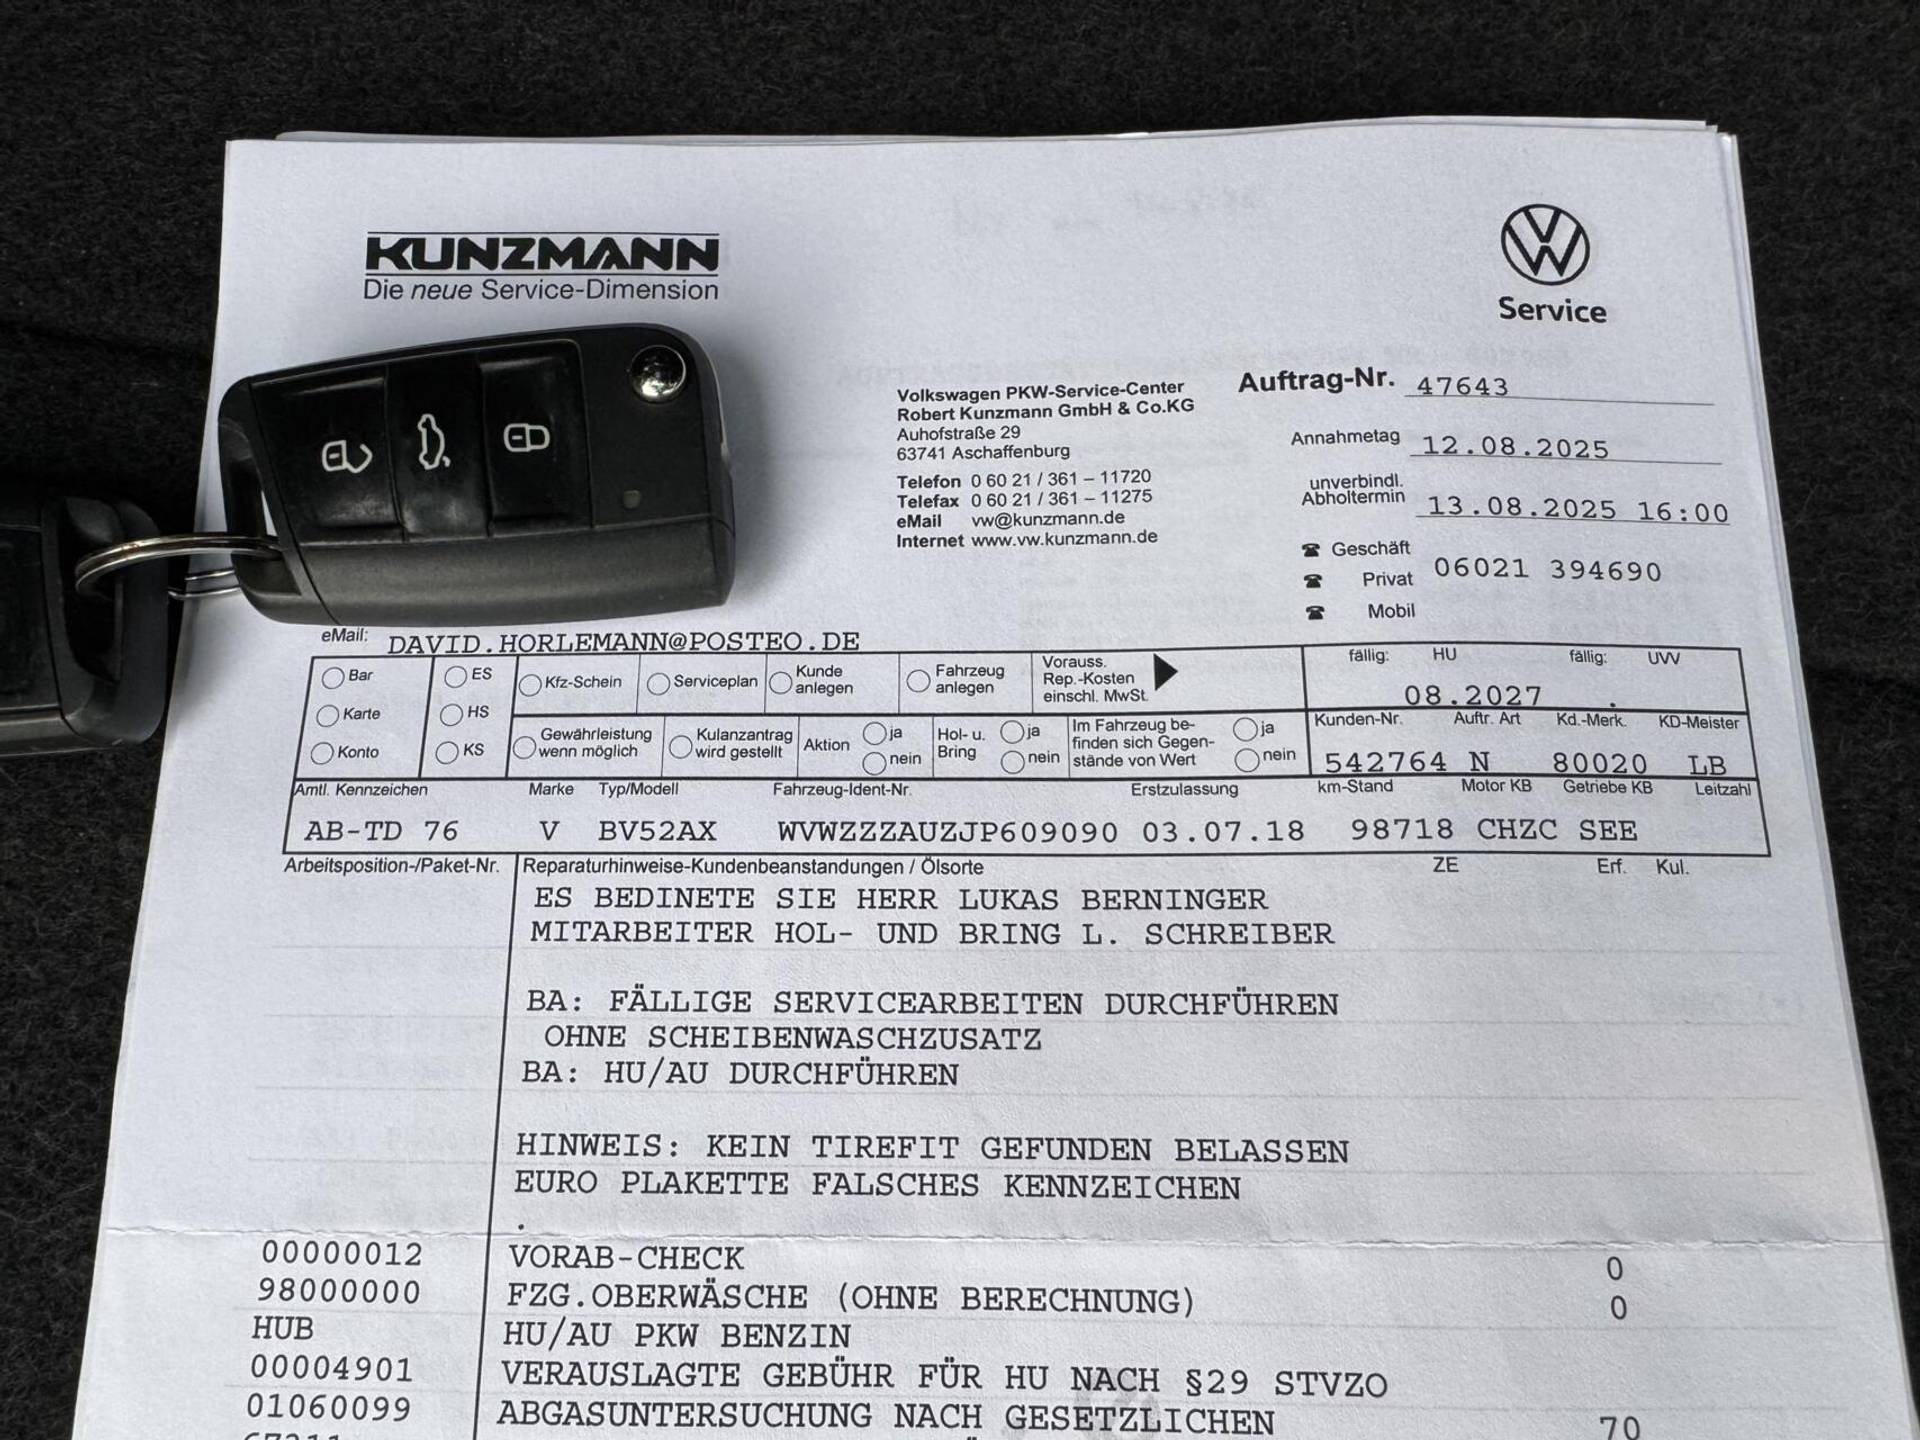 KUNZMANN
Die neue Service-Dimension
Service
Volkswagen PKW-Service-Center
Robert Kunzmann GmbH & Co.KG
Auhofstraße 29
63741 Aschaffenburg
Telefon 0 60 21 / 361 – 11720
Telefax 0 60 21 / 361 – 11275
eMail vw@kunzmann.de
Internet www.vw.kunzmann.de
Auftrag-Nr. 47643
Annahmetag 12.08.2025
unverbindl.
Abholtermin 13.08.2025 16:00
Geschäft
Privat 06021 394690
Mobil
eMail: DAVID.HORLEMANN@POSTEO.DE
Bar
Karte
Konto
ES
HS
KS
Kfz-Schein
Serviceplan
Kunde
anlegen
Fahrzeug
anlegen
Vorauss.
Rep.-Kosten
einschl. MwSt.
fällig: HU fällig: UVV
08.2027 .
Gewährleistung
wenn möglich
Kulanzantrag
wird gestellt
Aktion
ja
nein
Hol- u.
Bring
ja
nein
Im Fahrzeug be-
finden sich Gegen-
stände von Wert
ja
nein
Kunden-Nr. Auftr. Art Kd.-Merk. KD-Meister
542764 N 80020 LB
Amtl. Kennzeichen Marke Typ/Modell Fahrzeug-Ident-Nr. Erstzulassung km-Stand Motor KB Getriebe KB Leitzahl
AB-TD 76 V BV52AX WVWZZZAUZJP609090 03.07.18 98718 CHZC SEE
Arbeitsposition-/Paket-Nr. Reparaturhinweise-Kundenbeanstandungen / Ölsorte ZE Erf. Kul.
ES BEDINETE SIE HERR LUKAS BERNINGER
MITARBEITER HOL- UND BRING L. SCHREIBER
BA: FÄLLIGE SERVICEARBEITEN DURCHFÜHREN
OHNE SCHEIBENWASCHZUSATZ
BA: HU/AU DURCHFÜHREN
HINWEIS: KEIN TIREFIT GEFUNDEN BELASSEN
EURO PLAKETTE FALSCHES KENNZEICHEN
.
00000012 VORAB-CHECK 0
98000000 FZG.OBERWÄSCHE (OHNE BERECHNUNG) 0
HUB HU/AU PKW BENZIN
00004901 VERAUSLAGTE GEBÜHR FÜR HU NACH §29 STVZO
01060099 ABGASUNTERSUCHUNG NACH GESETZLICHEN 70